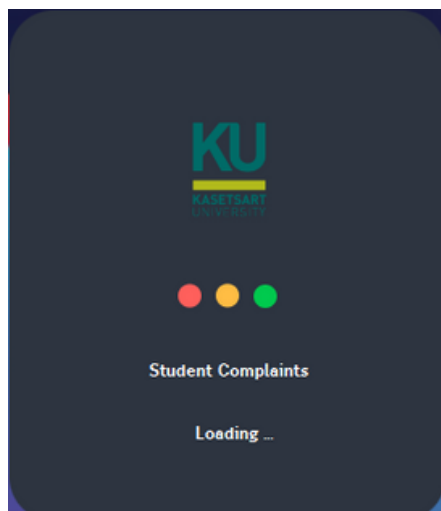 KU
KASETSART
UNIVERSITY
Student Complaints
Loading ...